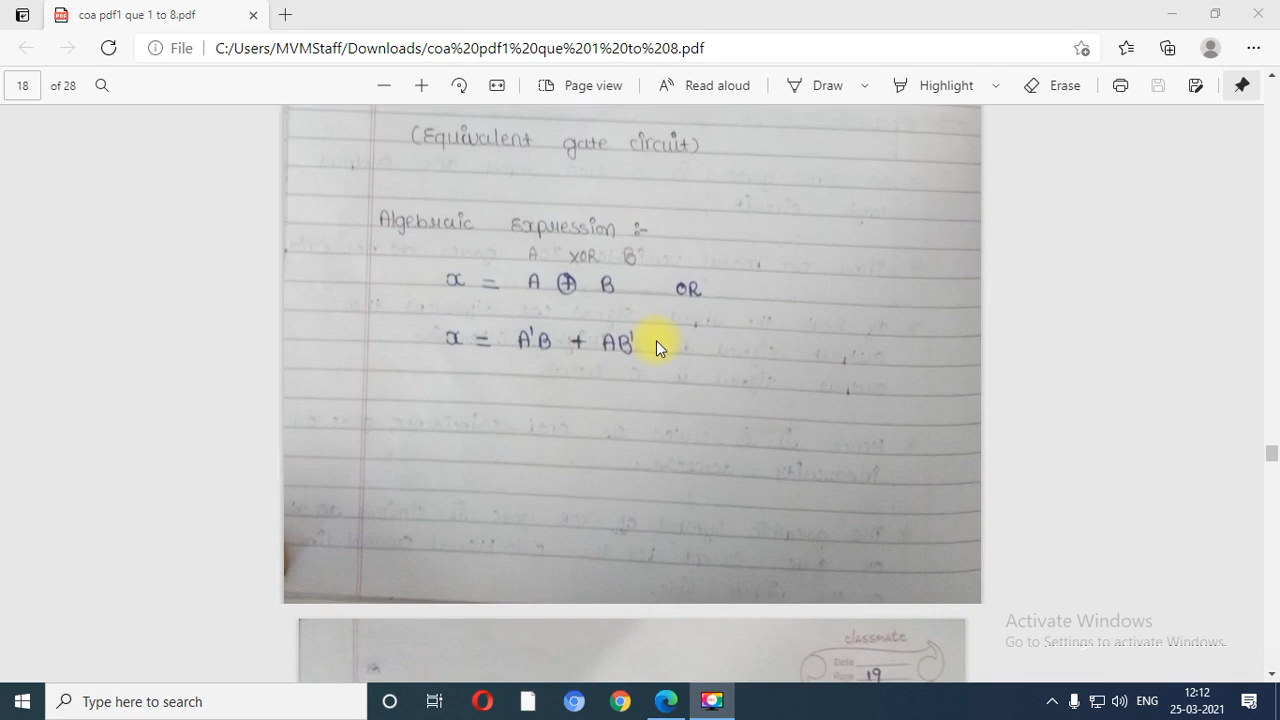 coa pdf1 que 1 to 8.pdf
File C:/Users/MVMStaff/Downloads/coa%20pdf1%20que%201%20to%208.pdf
18 of 28 Page view Read aloud Draw Highlight Erase
(Equivalent gate circuit)
Algebraic Expression :-
A XOR B
x = A ⊕ B OR
x = A'B + AB'
Activate Windows
Go to Settings to activate Windows.
classmate
Date
Page 19
Type here to search
ENG
12:12
25-03-2021